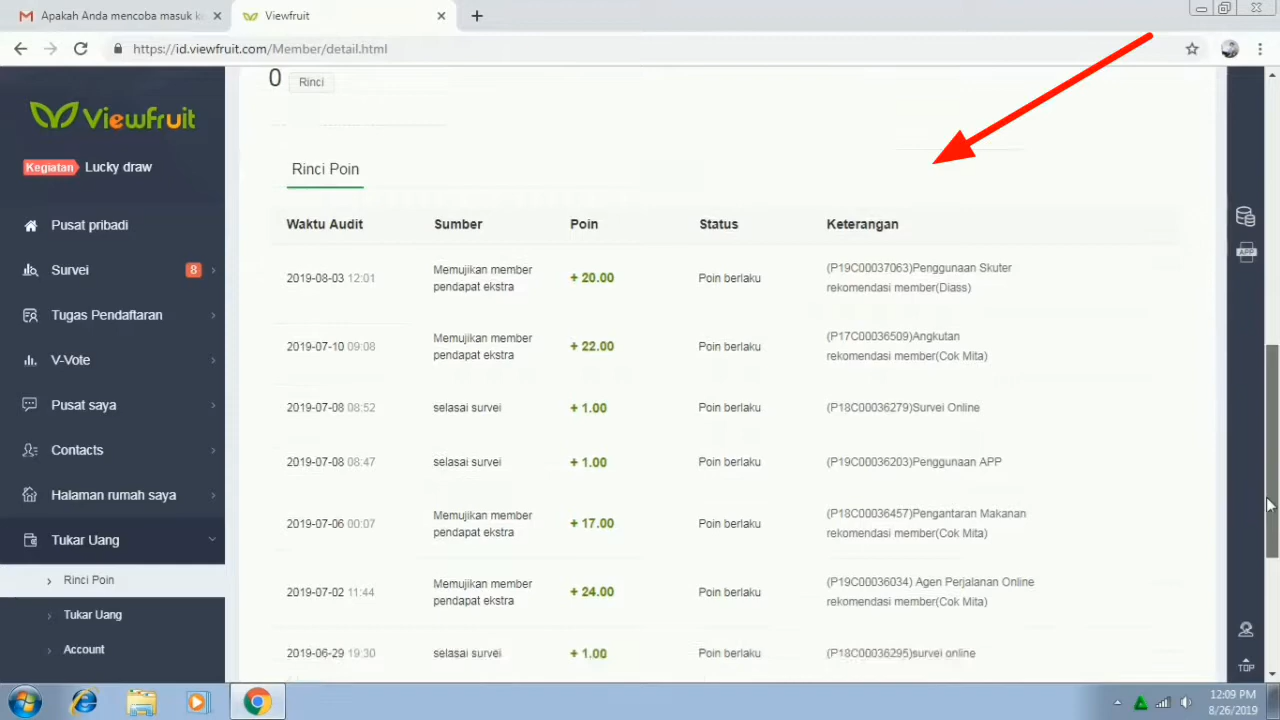 Apakah Anda mencoba masuk k
Viewfruit
https://id.viewfruit.com/Member/detail.html
Viewfruit
Kegiatan Lucky draw
Pusat pribadi
Survei 8
Tugas Pendaftaran
V-Vote
Pusat saya
Contacts
Halaman rumah saya
Tukar Uang
Rinci Poin
Tukar Uang
Account
0 Rinci
Rinci Poin
Waktu Audit Sumber Poin Status Keterangan
2019-08-03 12:01 Memujikan member pendapat ekstra + 20.00 Poin berlaku (P19C00037063)Penggunaan Skuter
rekomendasi member(Diass)
2019-07-10 09:08 Memujikan member pendapat ekstra + 22.00 Poin berlaku (P17C00036509)Angkutan
rekomendasi member(Cok Mita)
2019-07-08 08:52 selasai survei + 1.00 Poin berlaku (P18C00036279)Survei Online
2019-07-08 08:47 selasai survei + 1.00 Poin berlaku (P19C00036203)Penggunaan APP
2019-07-06 00:07 Memujikan member pendapat ekstra + 17.00 Poin berlaku (P18C00036457)Pengantaran Makanan
rekomendasi member(Cok Mita)
2019-07-02 11:44 Memujikan member pendapat ekstra + 24.00 Poin berlaku (P19C00036034) Agen Perjalanan Online
rekomendasi member(Cok Mita)
2019-06-29 19:30 selasai survei + 1.00 Poin berlaku (P18C00036295)survei online
APP
TOP
12:09 PM
8/26/2019